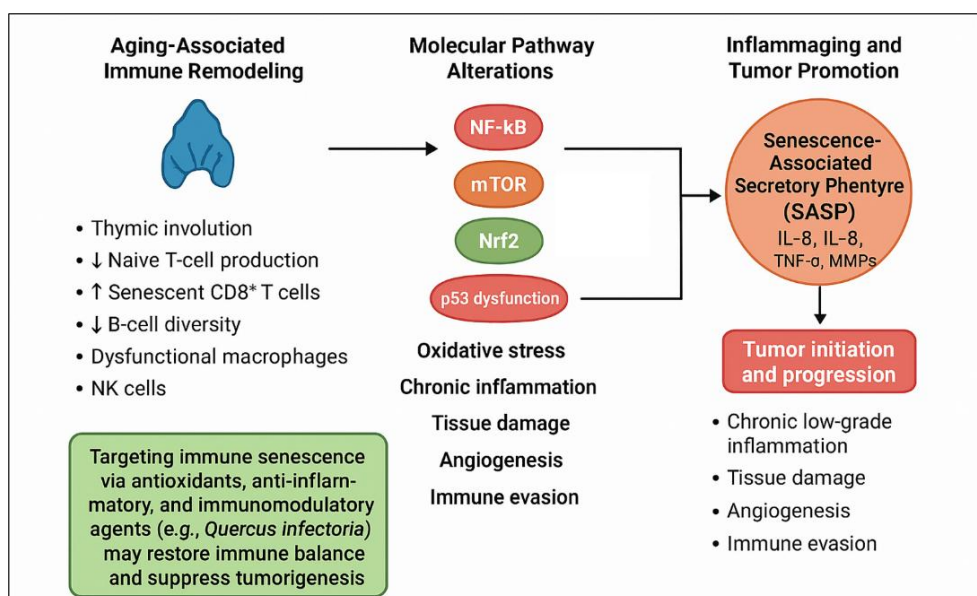 Aging-Associated
Immune Remodeling
• Thymic involution
• ↓ Naive T-cell production
• ↑ Senescent CD8* T cells
• ↓ B-cell diversity
• Dysfunctional macrophages
• NK cells
Targeting immune senescence
via antioxidants, anti-inflarn-
matory, and immunomodulatory
agents (e.g., Quercus infectoria)
may restore immune balance
and suppress tumorigenesis
Molecular Pathway
Alterations
NF-kB
mTOR
Nrf2
p53 dysfunction
Oxidative stress
Chronic inflammation
Tissue damage
Angiogenesis
Immune evasion
Inflammaging and
Tumor Promotion
Senescence-
Associated
Secretory Phentyre
(SASP)
IL-8, IL-8,
TNF-α, MMPs
Tumor initiation
and progression
• Chronic low-grade
inflammation
• Tissue damage
• Angiogenesis
• Immune evasion